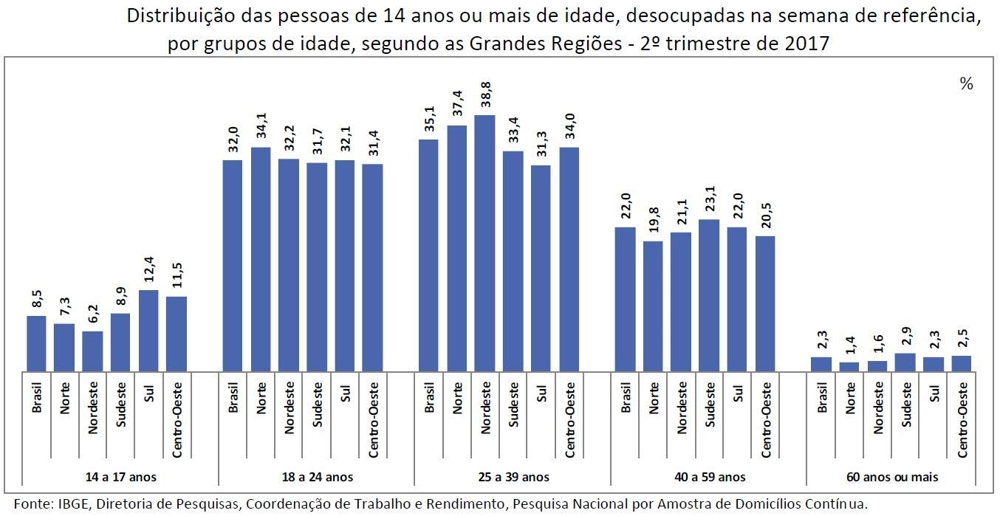 Distribuição das pessoas de 14 anos ou mais de idade, desocupadas na semana de referência,
por grupos de idade, segundo as Grandes Regiões - 2º trimestre de 2017
%
8,5
7,3
6,2
8,9
12,4
11,5
32,0
34,1
32,2
31,7
32,1
31,4
35,1
37,4
38,8
33,4
31,3
34,0
22,0
19,8
21,1
23,1
22,0
20,5
2,3
1,4
1,6
2,9
2,3
2,5
Brasil
Norte
Nordeste
Sudeste
Sul
Centro-Oeste
Brasil
Norte
Nordeste
Sudeste
Sul
Centro-Oeste
Brasil
Norte
Nordeste
Sudeste
Sul
Centro-Oeste
Brasil
Norte
Nordeste
Sudeste
Sul
Centro-Oeste
Brasil
Norte
Nordeste
Sudeste
Sul
Centro-Oeste
14 a 17 anos
18 a 24 anos
25 a 39 anos
40 a 59 anos
60 anos ou mais
Fonte: IBGE, Diretoria de Pesquisas, Coordenação de Trabalho e Rendimento, Pesquisa Nacional por Amostra de Domicílios Contínua.